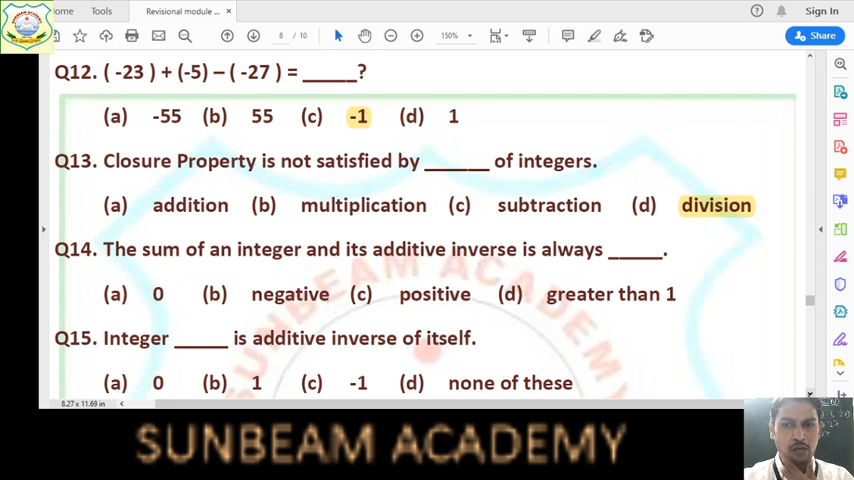 ome Tools Revisional module ... × Sign In
8 / 10 150% Share
Q12. ( -23 ) + (-5) – ( -27 ) = _____?
(a) -55 (b) 55 (c) -1 (d) 1
Q13. Closure Property is not satisfied by ______ of integers.
(a) addition (b) multiplication (c) subtraction (d) division
Q14. The sum of an integer and its additive inverse is always _____.
(a) 0 (b) negative (c) positive (d) greater than 1
Q15. Integer _____ is additive inverse of itself.
(a) 0 (b) 1 (c) -1 (d) none of these
SUNBEAM ACADEMY
8.27 x 11.69 in
SUNBEAM ACADEMY